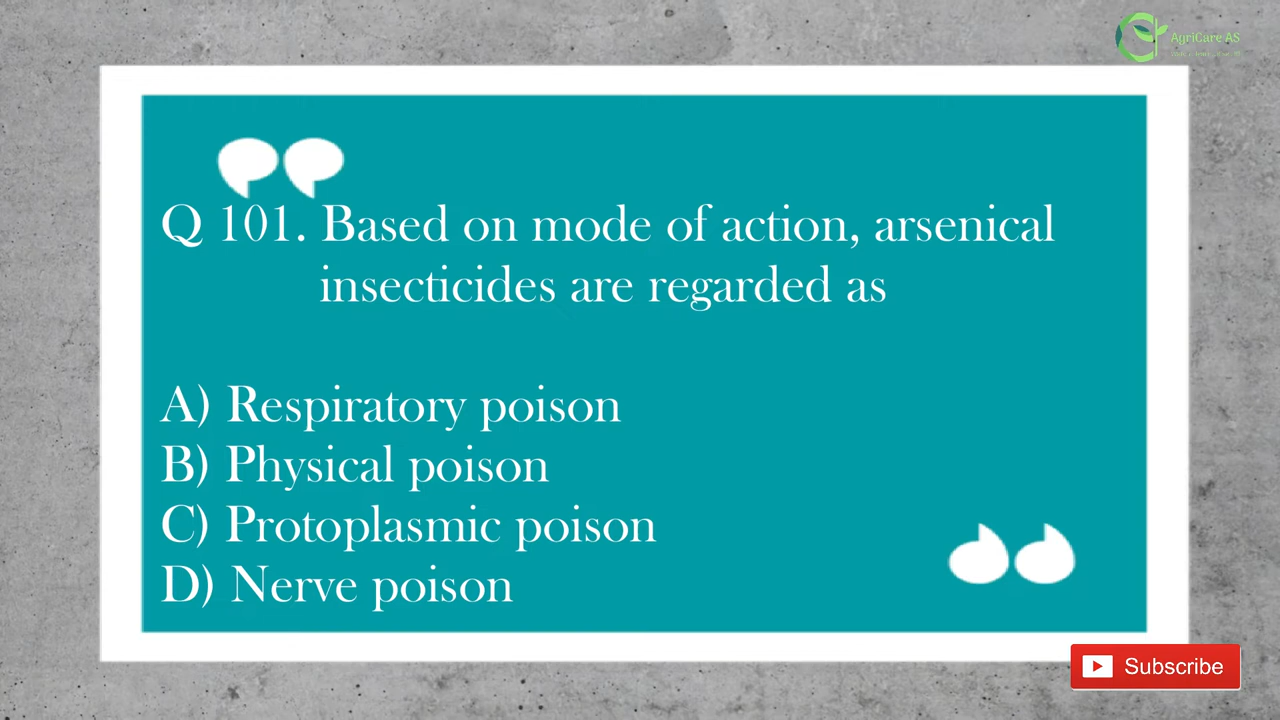 AgriCare AS
Q 101. Based on mode of action, arsenical
insecticides are regarded as
A) Respiratory poison
B) Physical poison
C) Protoplasmic poison
D) Nerve poison
Subscribe